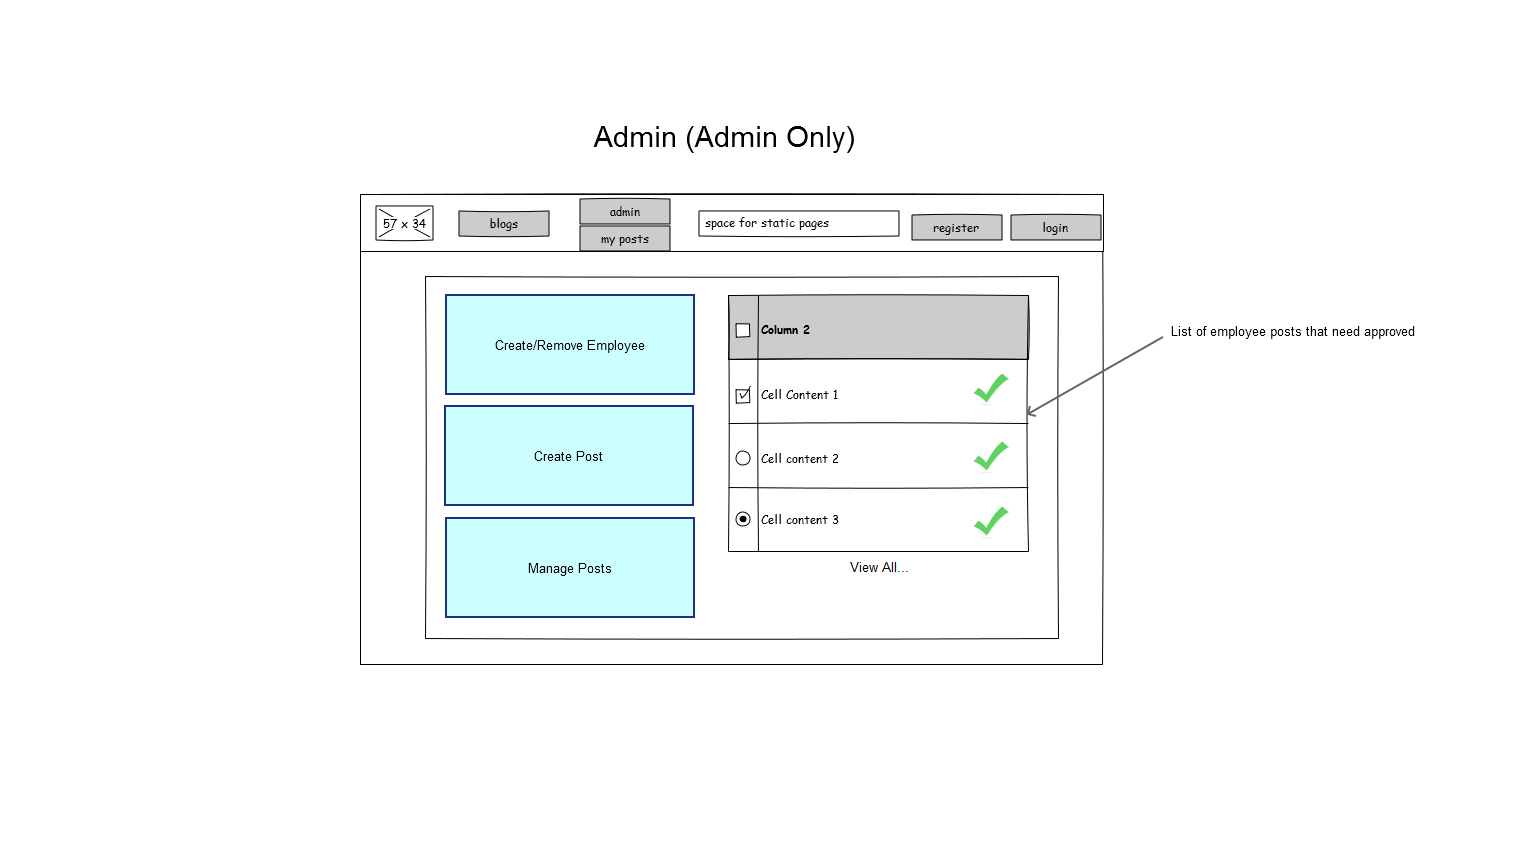 Admin (Admin Only)
57 x 34
blogs
admin
my posts
space for static pages
register
login
Create/Remove Employee
Create Post
Manage Posts
Column 2
Cell Content 1
Cell content 2
Cell content 3
View All...
List of employee posts that need approved